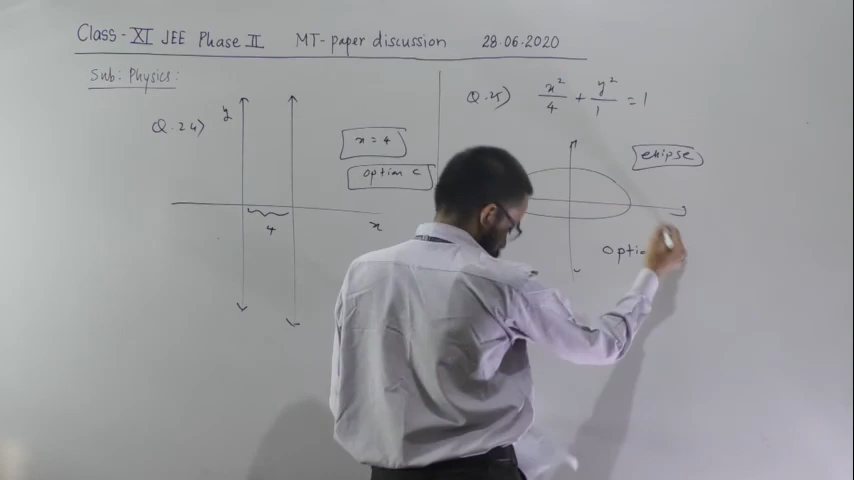 Class - XI JEE Phase II MT- paper discussion 28.06.2020
Sub: Physics:
Q.24)
y
x = 4
option c
4
x
Q.25) x²/4 + y²/1 = 1
ellipse
optio